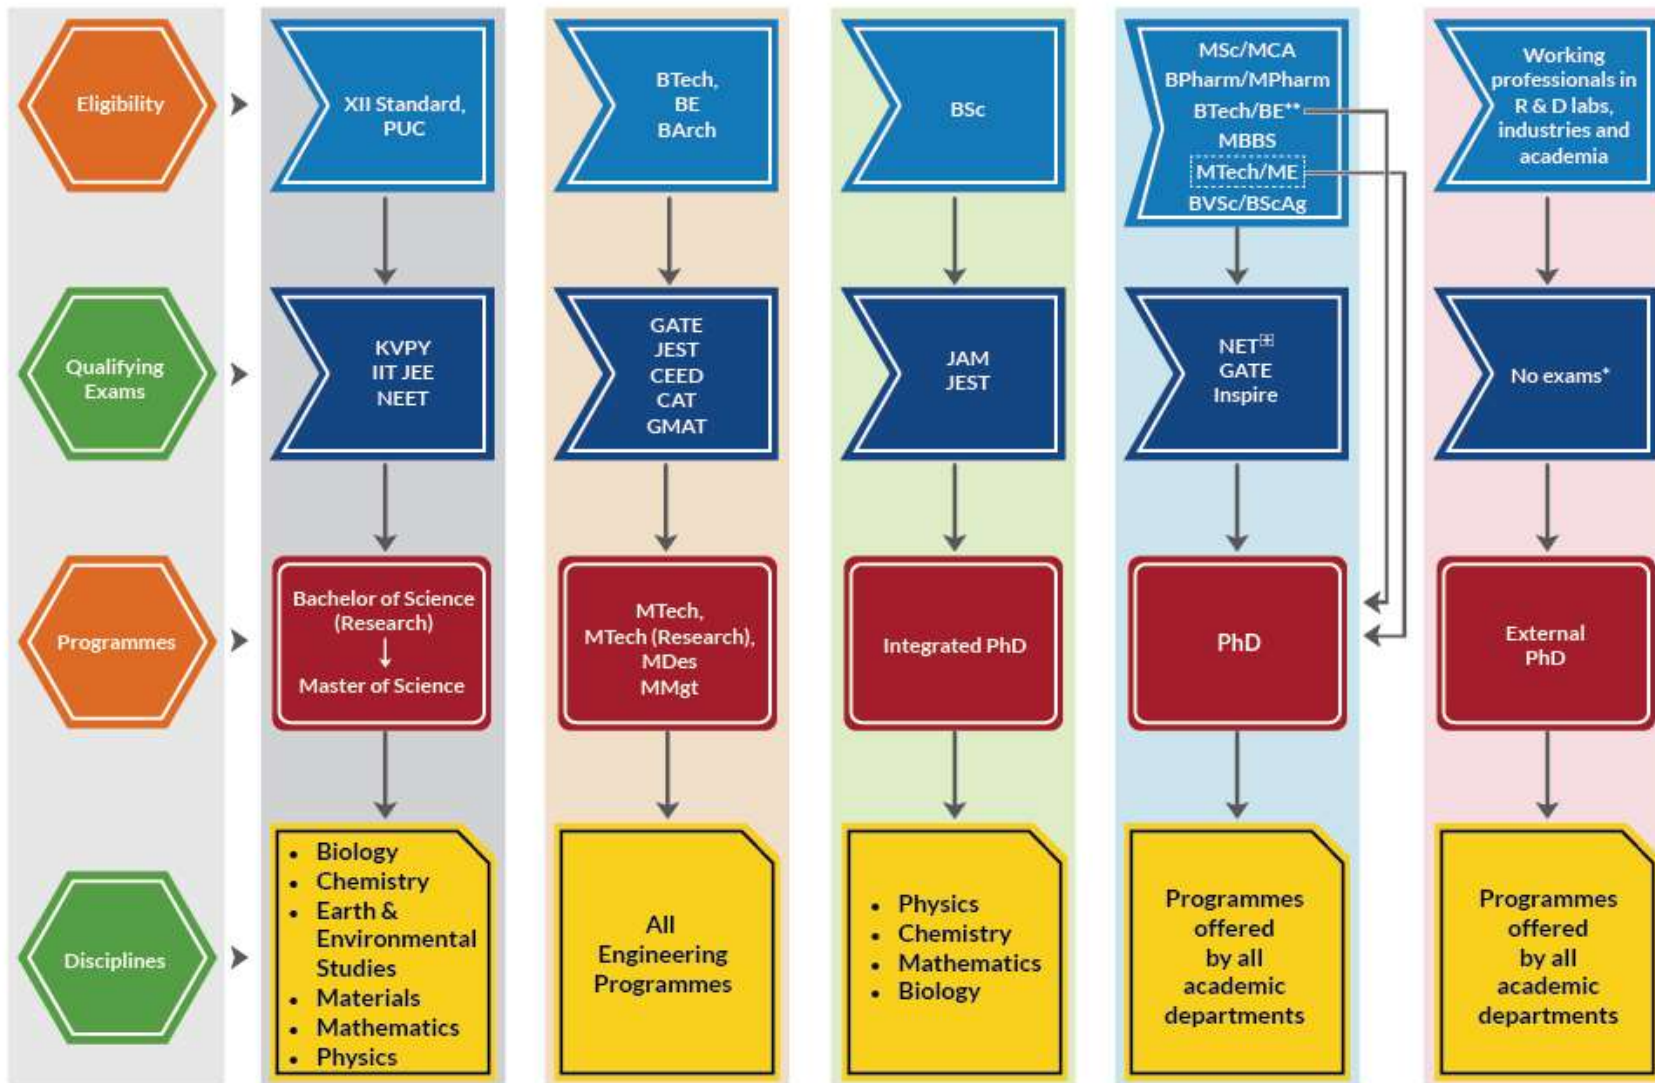 Eligibility
XII Standard,
PUC
BTech,
BE
BArch
BSc
MSc/MCA
BPharm/MPharm
BTech/BE**
MBBS
MTech/ME
BVSc/BScAg
Working
professionals in
R & D labs,
industries and
academia
Qualifying
Exams
KVPY
IIT JEE
NEET
GATE
JEST
CEED
CAT
GMAT
JAM
JEST
NET⊞
GATE
Inspire
No exams*
Programmes
Bachelor of Science
(Research)
Master of Science
MTech,
MTech (Research),
MDes
MMgt
Integrated PhD
PhD
External
PhD
Disciplines
• Biology
• Chemistry
• Earth &
Environmental
Studies
• Materials
• Mathematics
• Physics
All
Engineering
Programmes
• Physics
• Chemistry
• Mathematics
• Biology
Programmes
offered
by all
academic
departments
Programmes
offered
by all
academic
departments